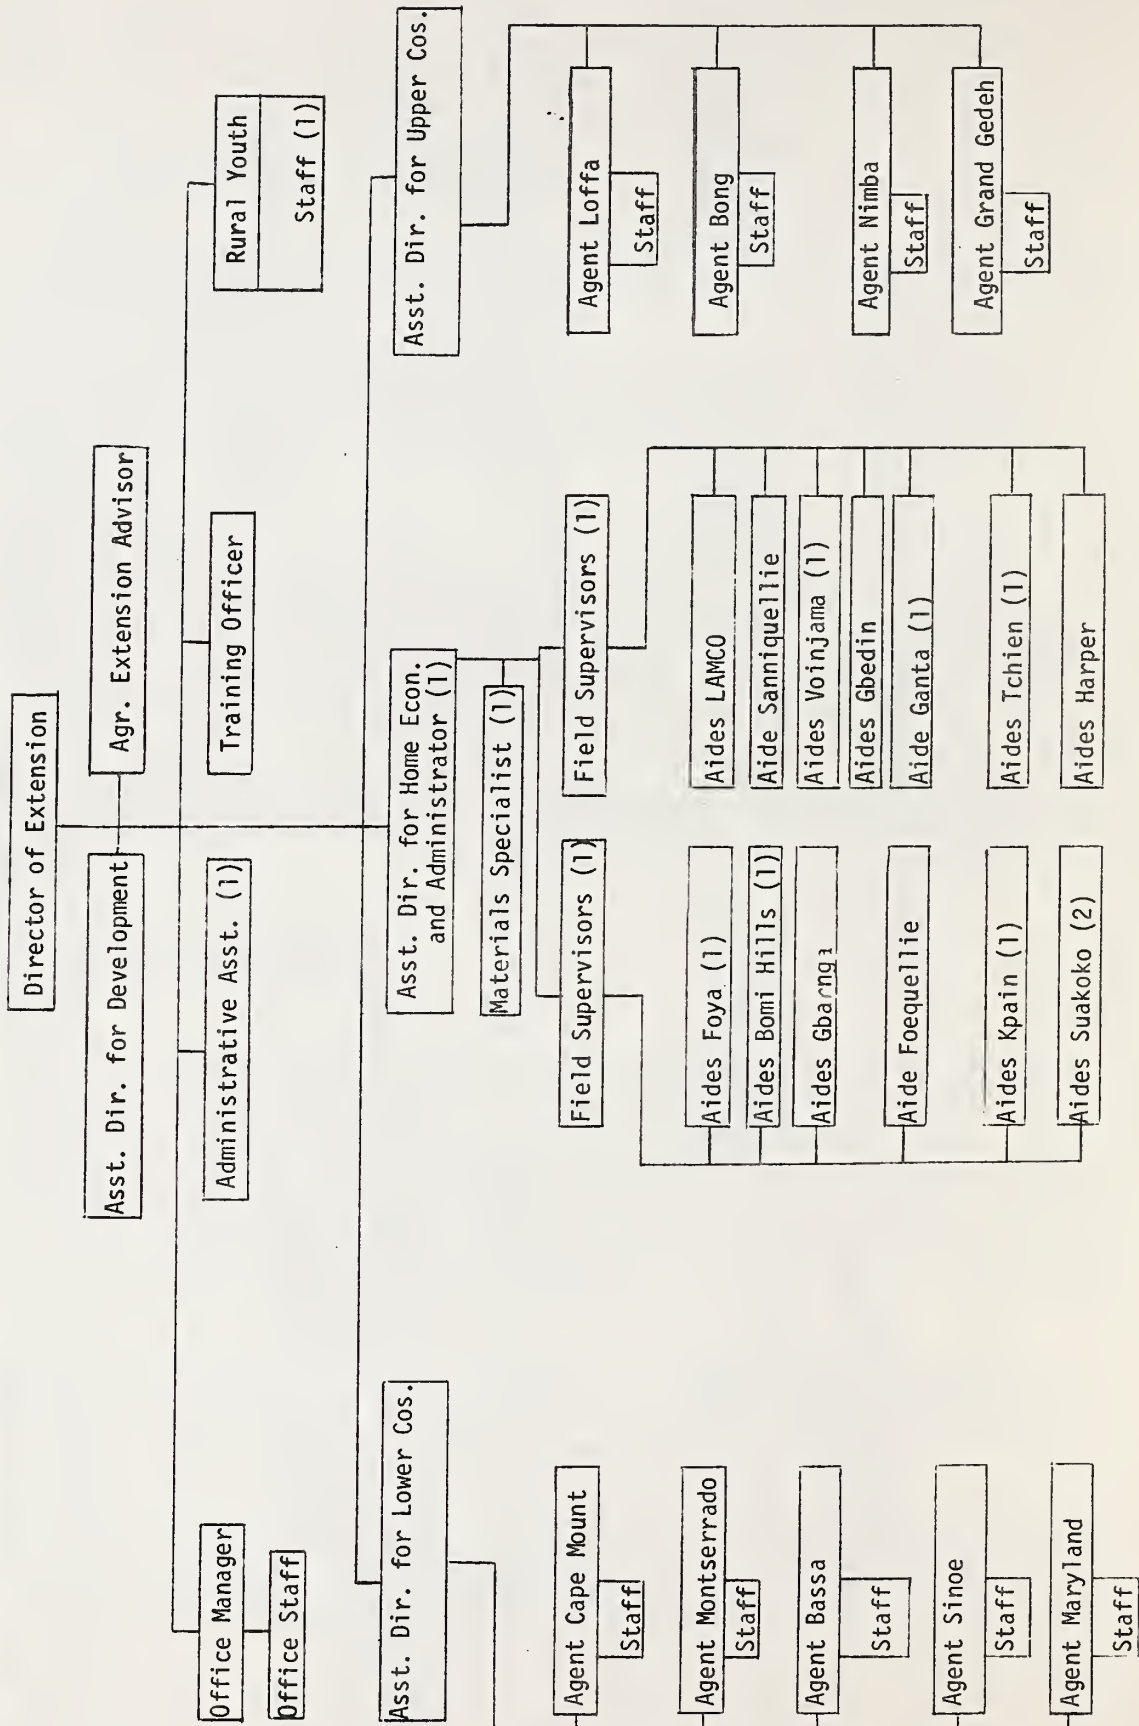 Director of Extension
Asst. Dir. for Development
Agr. Extension Advisor
Office Manager
Office Staff
Administrative Asst. (1)
Training Officer
Rural Youth
Staff (1)
Asst. Dir. for Lower Cos.
Asst. Dir. for Home Econ.
and Administrator (1)
Asst. Dir. for Upper Cos.
Materials Specialist (1)
Agent Cape Mount
Staff
Agent Montserrado
Staff
Agent Bassa
Staff
Agent Sinoe
Staff
Agent Maryland
Staff
Field Supervisors (1)
Aides Foya (1)
Aides Bomi Hills (1)
Aides Gbarnga
Aide Foequellie
Aides Kpain (1)
Aides Suakoko (2)
Field Supervisors (1)
Aides LAMCO
Aide Sanniquellie
Aides Voinjama (1)
Aides Gbedin
Aide Ganta (1)
Aides Tchien (1)
Aides Harper
Agent Loffa
Staff
Agent Bong
Staff
Agent Nimba
Staff
Agent Grand Gedeh
Staff